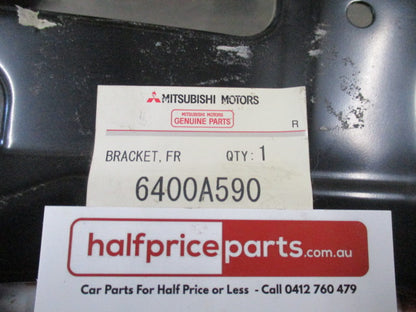 MITSUBISHI MOTORS
MITSUBISHI MOTORS
GENUINE PARTS
R
BRACKET, FR QTY: 1
6400A590
halfpriceparts.com.au
Car Parts For Half Price or Less - Call 0412 760 479